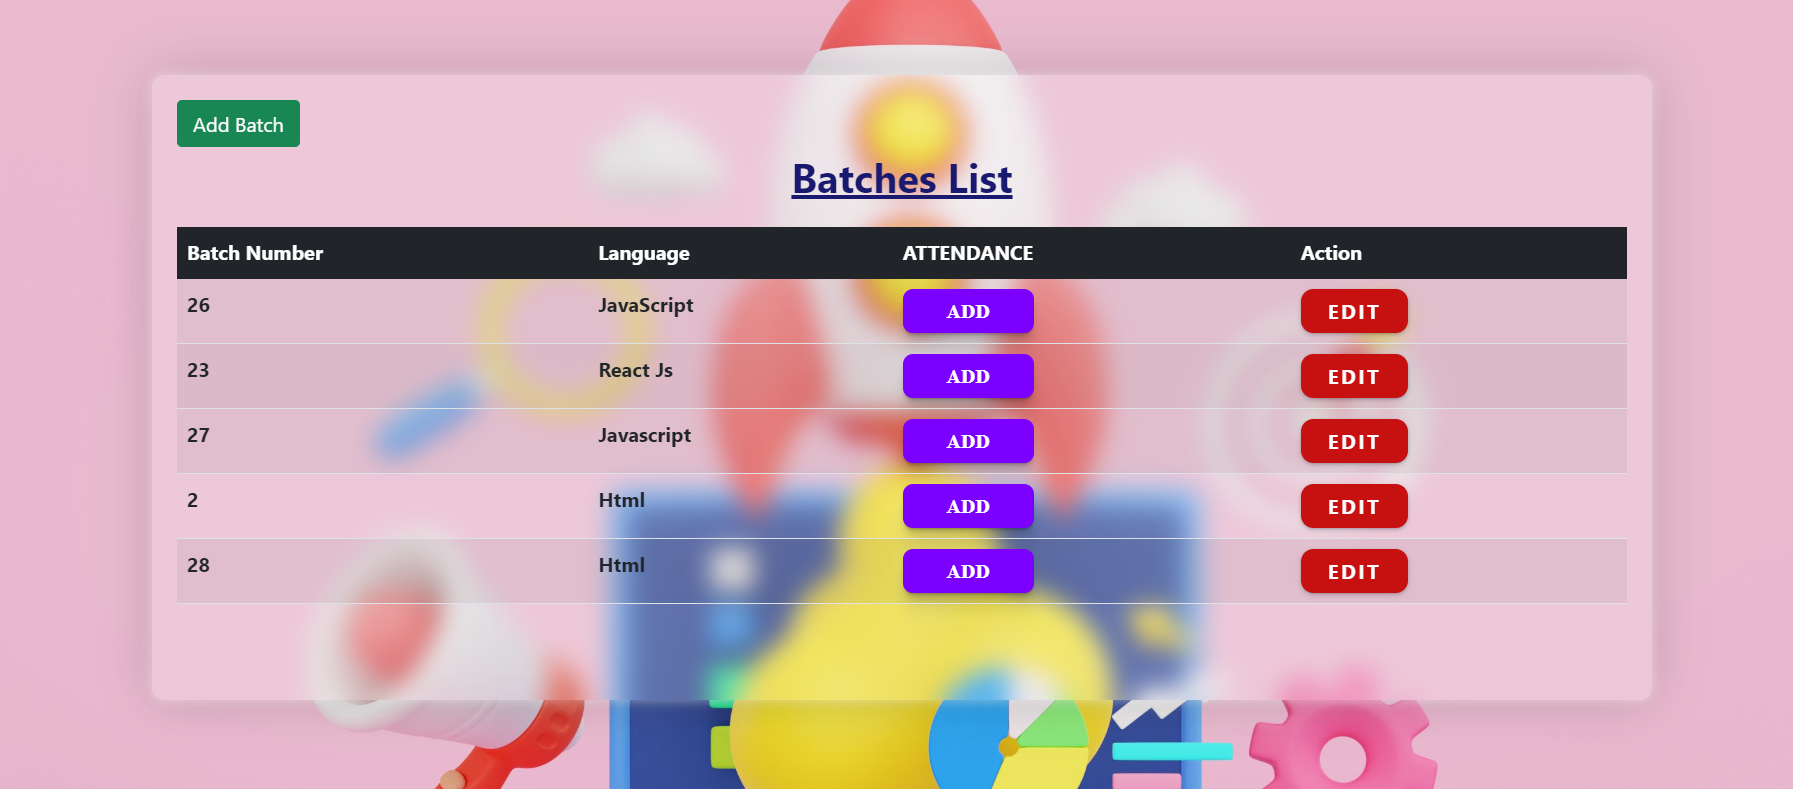 Add Batch
Batches List
Batch Number Language ATTENDANCE Action
26 JavaScript ADD EDIT
23 React Js ADD EDIT
27 Javascript ADD EDIT
2 Html ADD EDIT
28 Html ADD EDIT